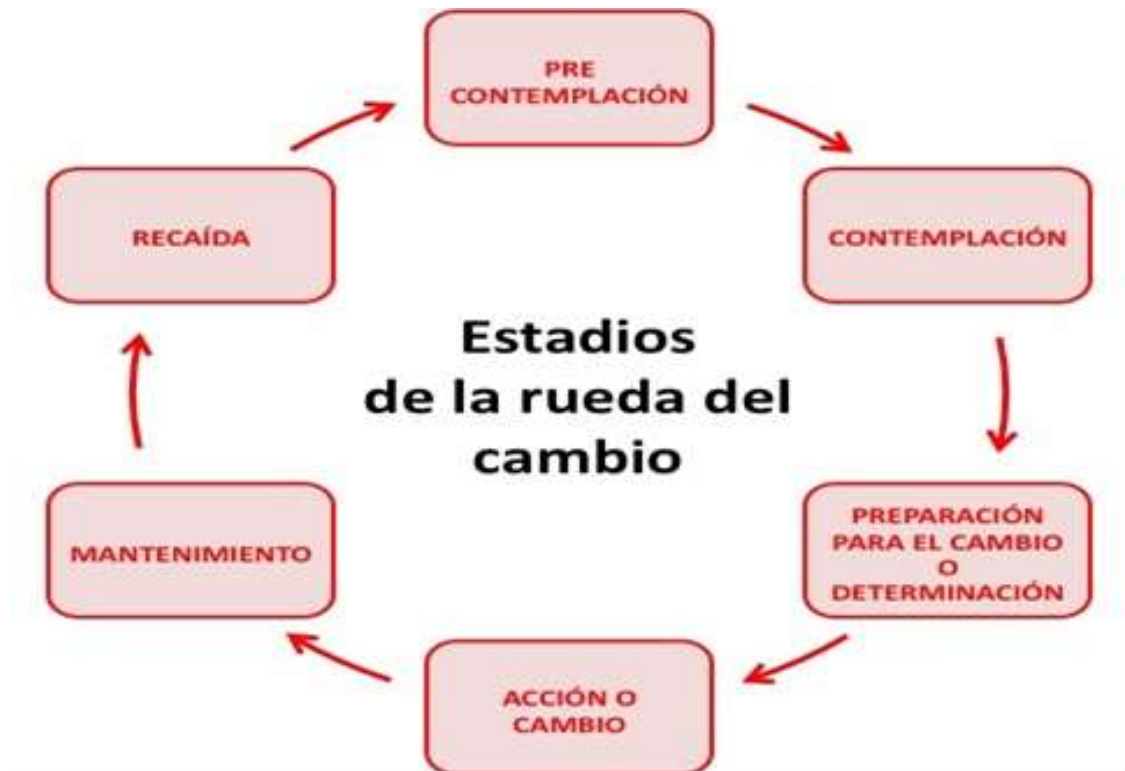 PRE
CONTEMPLACIÓN
CONTEMPLACIÓN
PREPARACIÓN
PARA EL CAMBIO
O
DETERMINACIÓN
ACCIÓN O
CAMBIO
MANTENIMIENTO
RECAÍDA
Estadios
de la rueda del
cambio